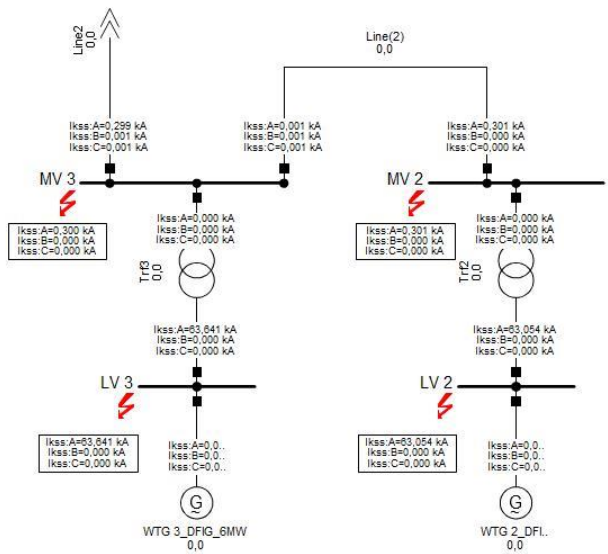 Line2
0,0
Line(2)
0,0
Ikss:A=0,299 kA
Ikss:B=0,001 kA
Ikss:C=0,001 kA
Ikss:A=0,001 kA
Ikss:B=0,001 kA
Ikss:C=0,001 kA
Ikss:A=0,301 kA
Ikss:B=0,000 kA
Ikss:C=0,000 kA
MV 3
MV 2
Ikss:A=0,300 kA
Ikss:B=0,000 kA
Ikss:C=0,000 kA
Ikss:A=0,000 kA
Ikss:B=0,000 kA
Ikss:C=0,000 kA
Ikss:A=0,301 kA
Ikss:B=0,000 kA
Ikss:C=0,000 kA
Ikss:A=0,000 kA
Ikss:B=0,000 kA
Ikss:C=0,000 kA
Trf3
0,0
Trf2
0,0
Ikss:A=63,641 kA
Ikss:B=0,000 kA
Ikss:C=0,000 kA
Ikss:A=63,054 kA
Ikss:B=0,000 kA
Ikss:C=0,000 kA
LV 3
LV 2
Ikss:A=63,641 kA
Ikss:B=0,000 kA
Ikss:C=0,000 kA
Ikss:A=0,0..
Ikss:B=0,0..
Ikss:C=0,0..
Ikss:A=63,054 kA
Ikss:B=0,000 kA
Ikss:C=0,000 kA
Ikss:A=0,0..
Ikss:B=0,0..
Ikss:C=0,0..
G
~
G
~
WTG 3_DFIG_6MW
0,0
WTG 2_DFI..
0,0